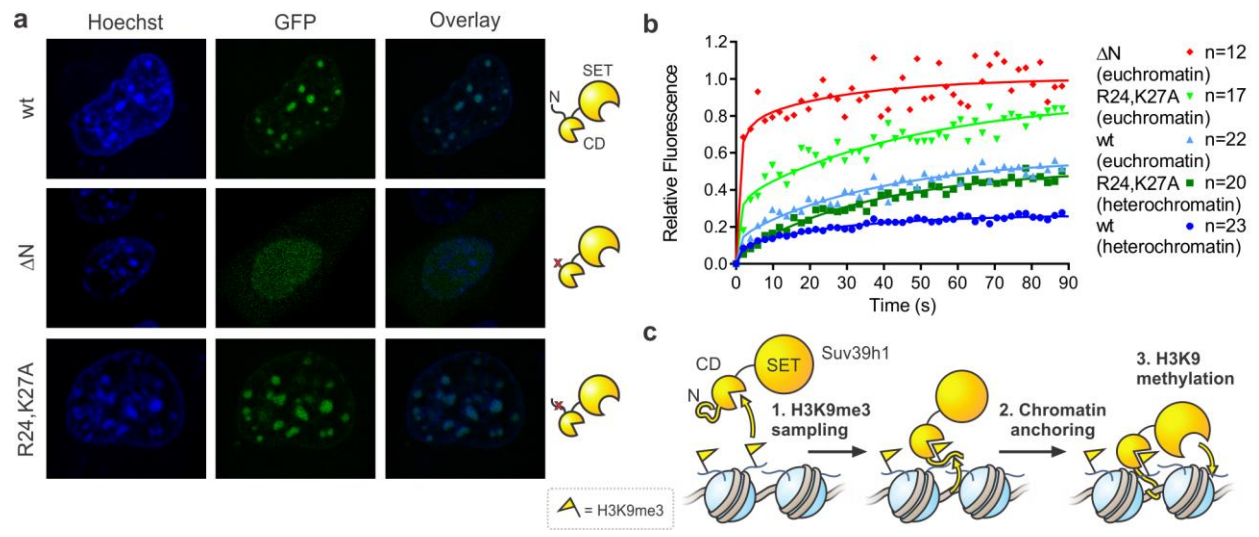 a
Hoechst
GFP
Overlay
wt
SET
N
CD
ΔN
x
R24,K27A
x
= H3K9me3
b
1.2
1.0
0.8
0.6
0.4
0.2
0.0
Relative Fluorescence
0 10 20 30 40 50 60 70 80 90
Time (s)
ΔN n=12
(euchromatin)
R24,K27A n=17
(euchromatin)
wt n=22
(euchromatin)
R24,K27A n=20
(heterochromatin)
wt n=23
(heterochromatin)
c
CD
N
SET
Suv39h1
1. H3K9me3
sampling
2. Chromatin
anchoring
3. H3K9
methylation